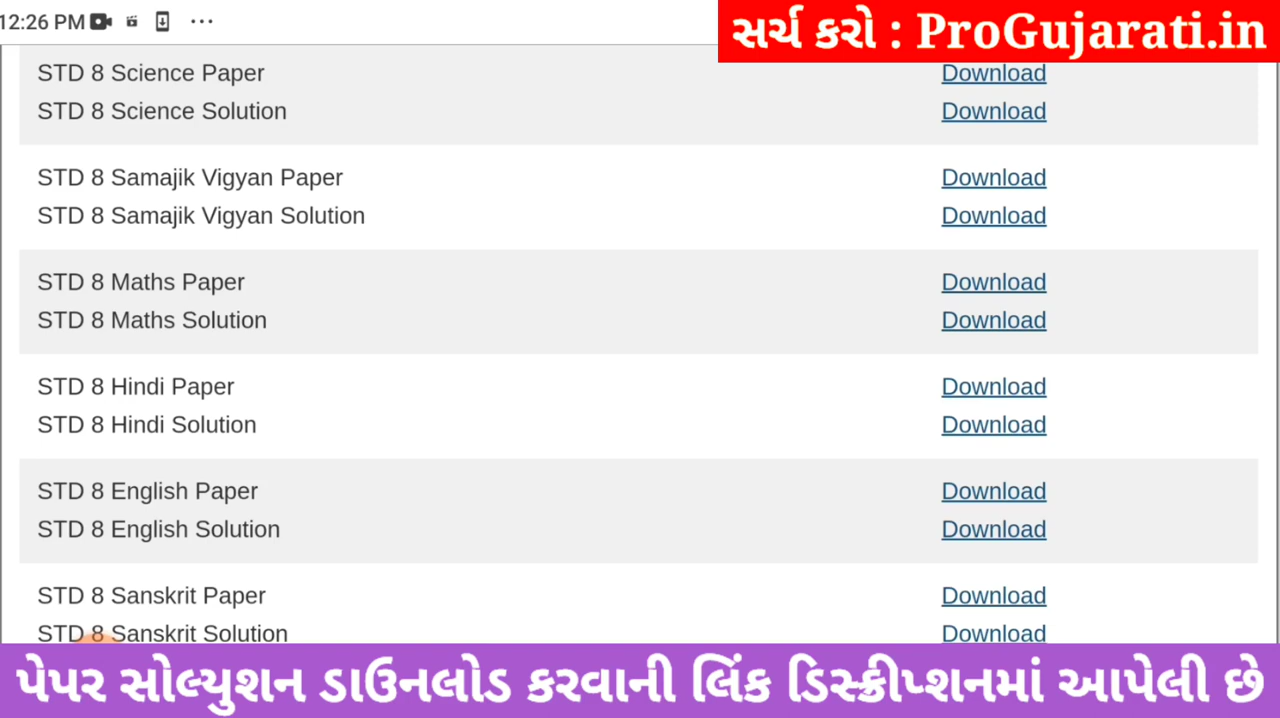 12:26 PM ...
સર્ચ કરો : ProGujarati.in
STD 8 Science Paper Download
STD 8 Science Solution Download
STD 8 Samajik Vigyan Paper Download
STD 8 Samajik Vigyan Solution Download
STD 8 Maths Paper Download
STD 8 Maths Solution Download
STD 8 Hindi Paper Download
STD 8 Hindi Solution Download
STD 8 English Paper Download
STD 8 English Solution Download
STD 8 Sanskrit Paper Download
STD 8 Sanskrit Solution Download
પેપર સોલ્યુશન ડાઉનલોડ કરવાની લિંક ડિસ્ક્રીપ્શનમાં આપેલી છે